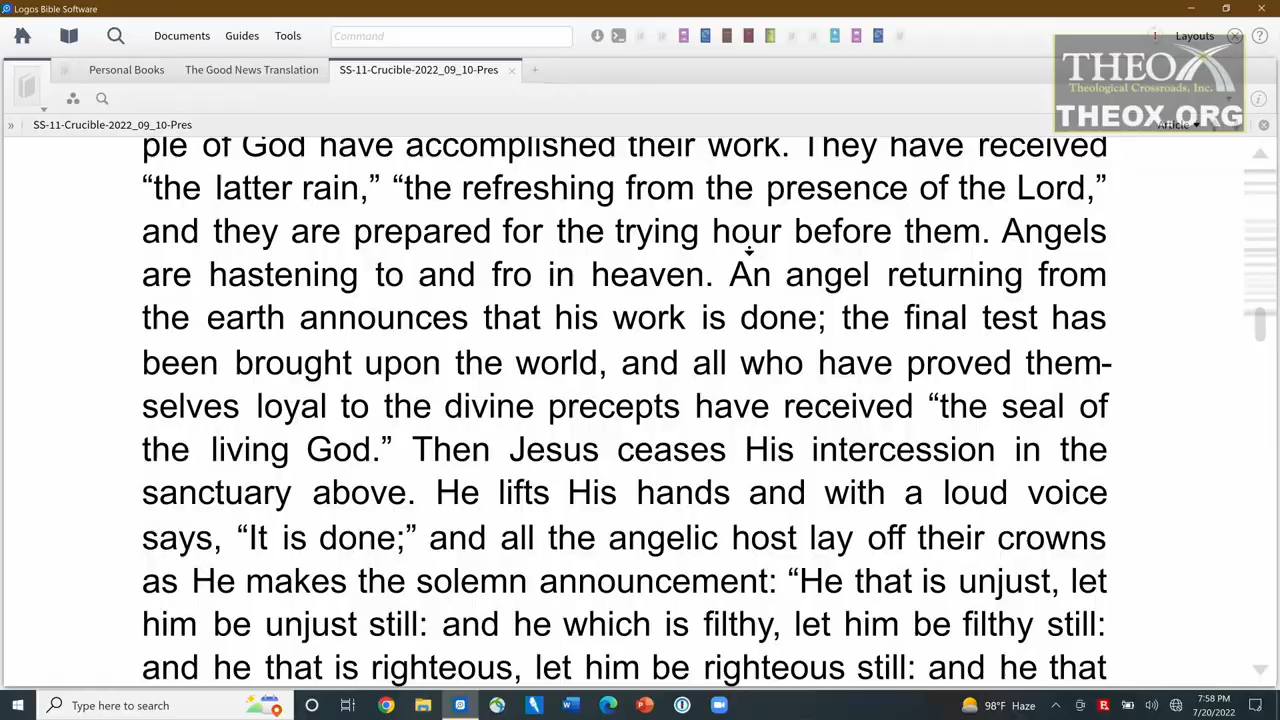 Logos Bible Software
Documents Guides Tools Command Layouts
Personal Books The Good News Translation SS-11-Crucible-2022_09_10-Pres
THEOX
Theological Crossroads, Inc.
THEOX.ORG
SS-11-Crucible-2022_09_10-Pres Article
ple of God have accomplished their work. They have received
“the latter rain,” “the refreshing from the presence of the Lord,”
and they are prepared for the trying hour before them. Angels
are hastening to and fro in heaven. An angel returning from
the earth announces that his work is done; the final test has
been brought upon the world, and all who have proved them-
selves loyal to the divine precepts have received “the seal of
the living God.” Then Jesus ceases His intercession in the
sanctuary above. He lifts His hands and with a loud voice
says, “It is done;” and all the angelic host lay off their crowns
as He makes the solemn announcement: “He that is unjust, let
him be unjust still: and he which is filthy, let him be filthy still:
and he that is righteous, let him be righteous still: and he that
Type here to search 98°F Haze 7:58 PM
7/20/2022